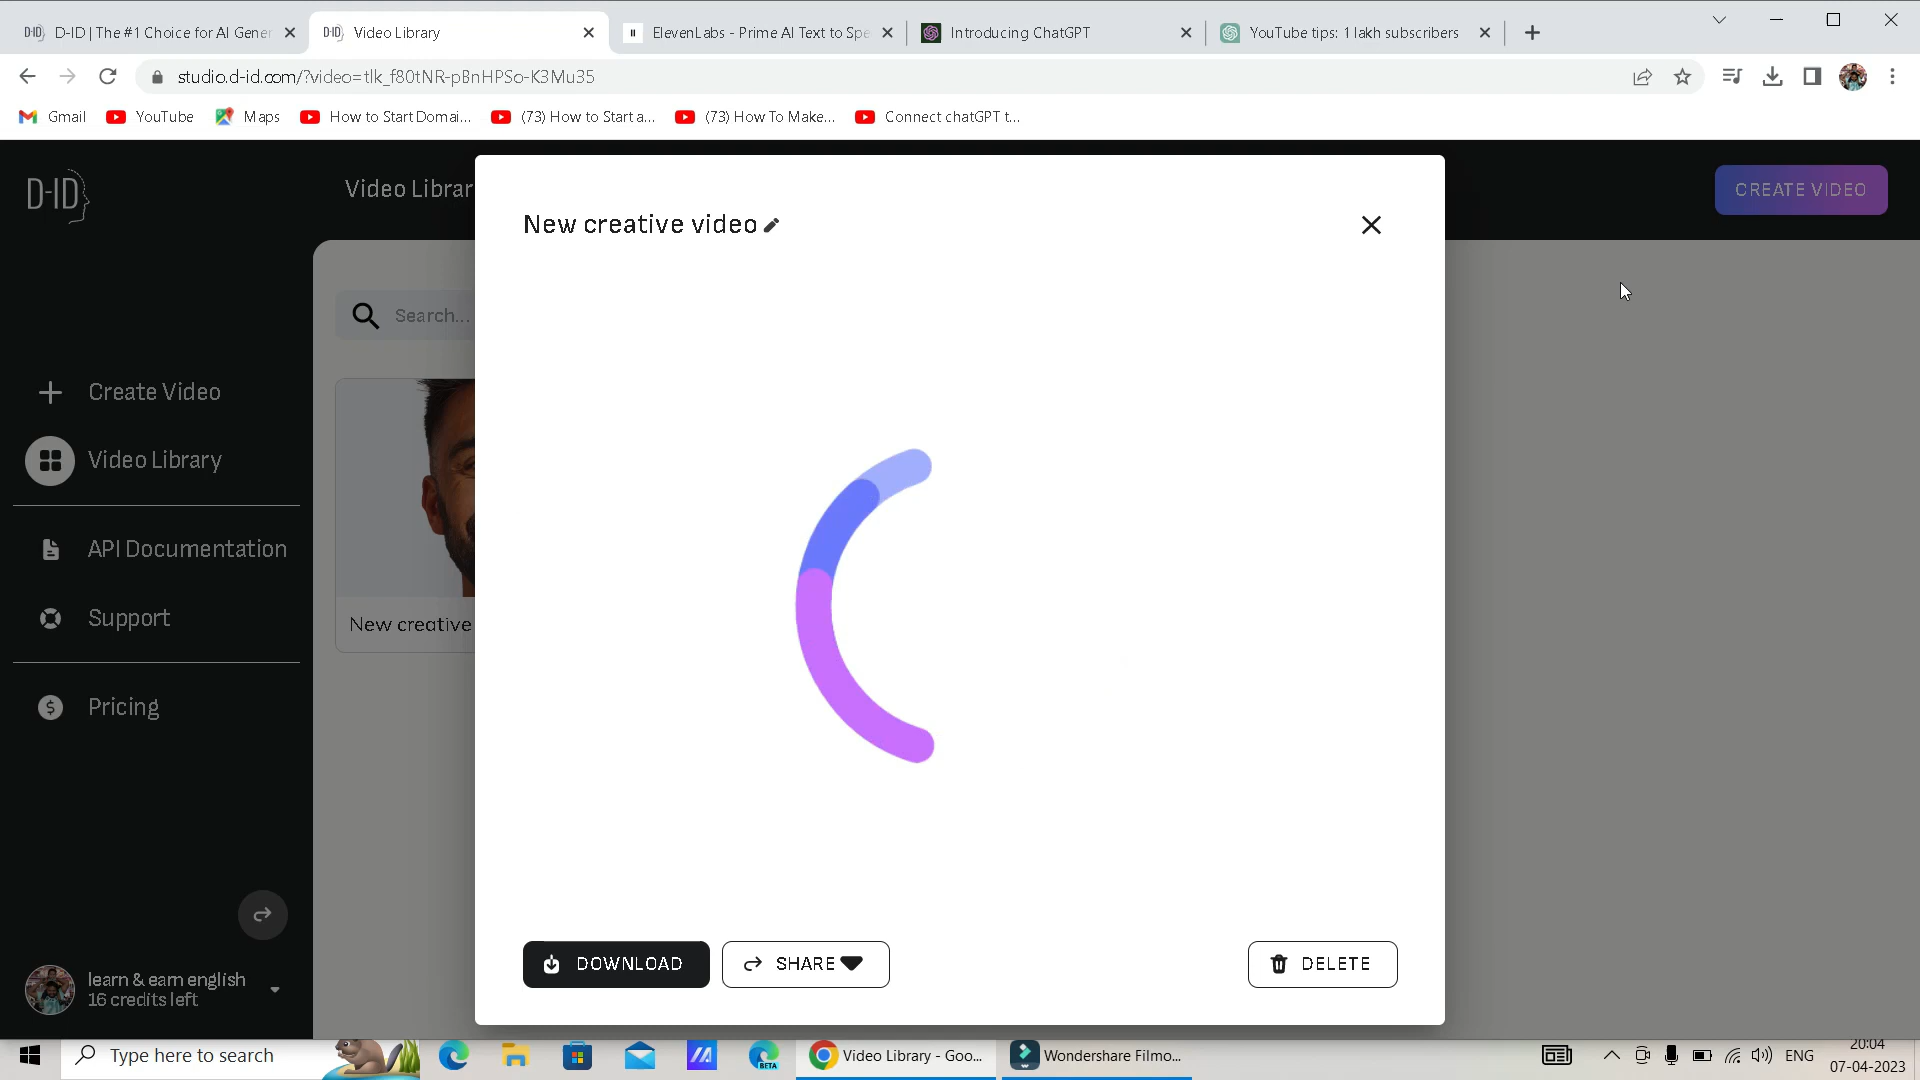 D-ID | The #1 Choice for AI Gener
Video Library
ElevenLabs - Prime AI Text to Spe
Introducing ChatGPT
YouTube tips: 1 lakh subscribers
studio.d-id.com/?video=tlk_f80tNR-pBnHPSo-K3Mu35
Gmail
YouTube
Maps
How to Start Domai...
(73) How to Start a...
(73) How To Make...
Connect chatGPT t...
D-ID
Video Librar
CREATE VIDEO
New creative video
Search...
Create Video
Video Library
API Documentation
Support
Pricing
New creative
learn & earn english
16 credits left
DOWNLOAD
SHARE
DELETE
Type here to search
BETA
Video Library - Goo...
Wondershare Filmo...
ENG
20:04
07-04-2023